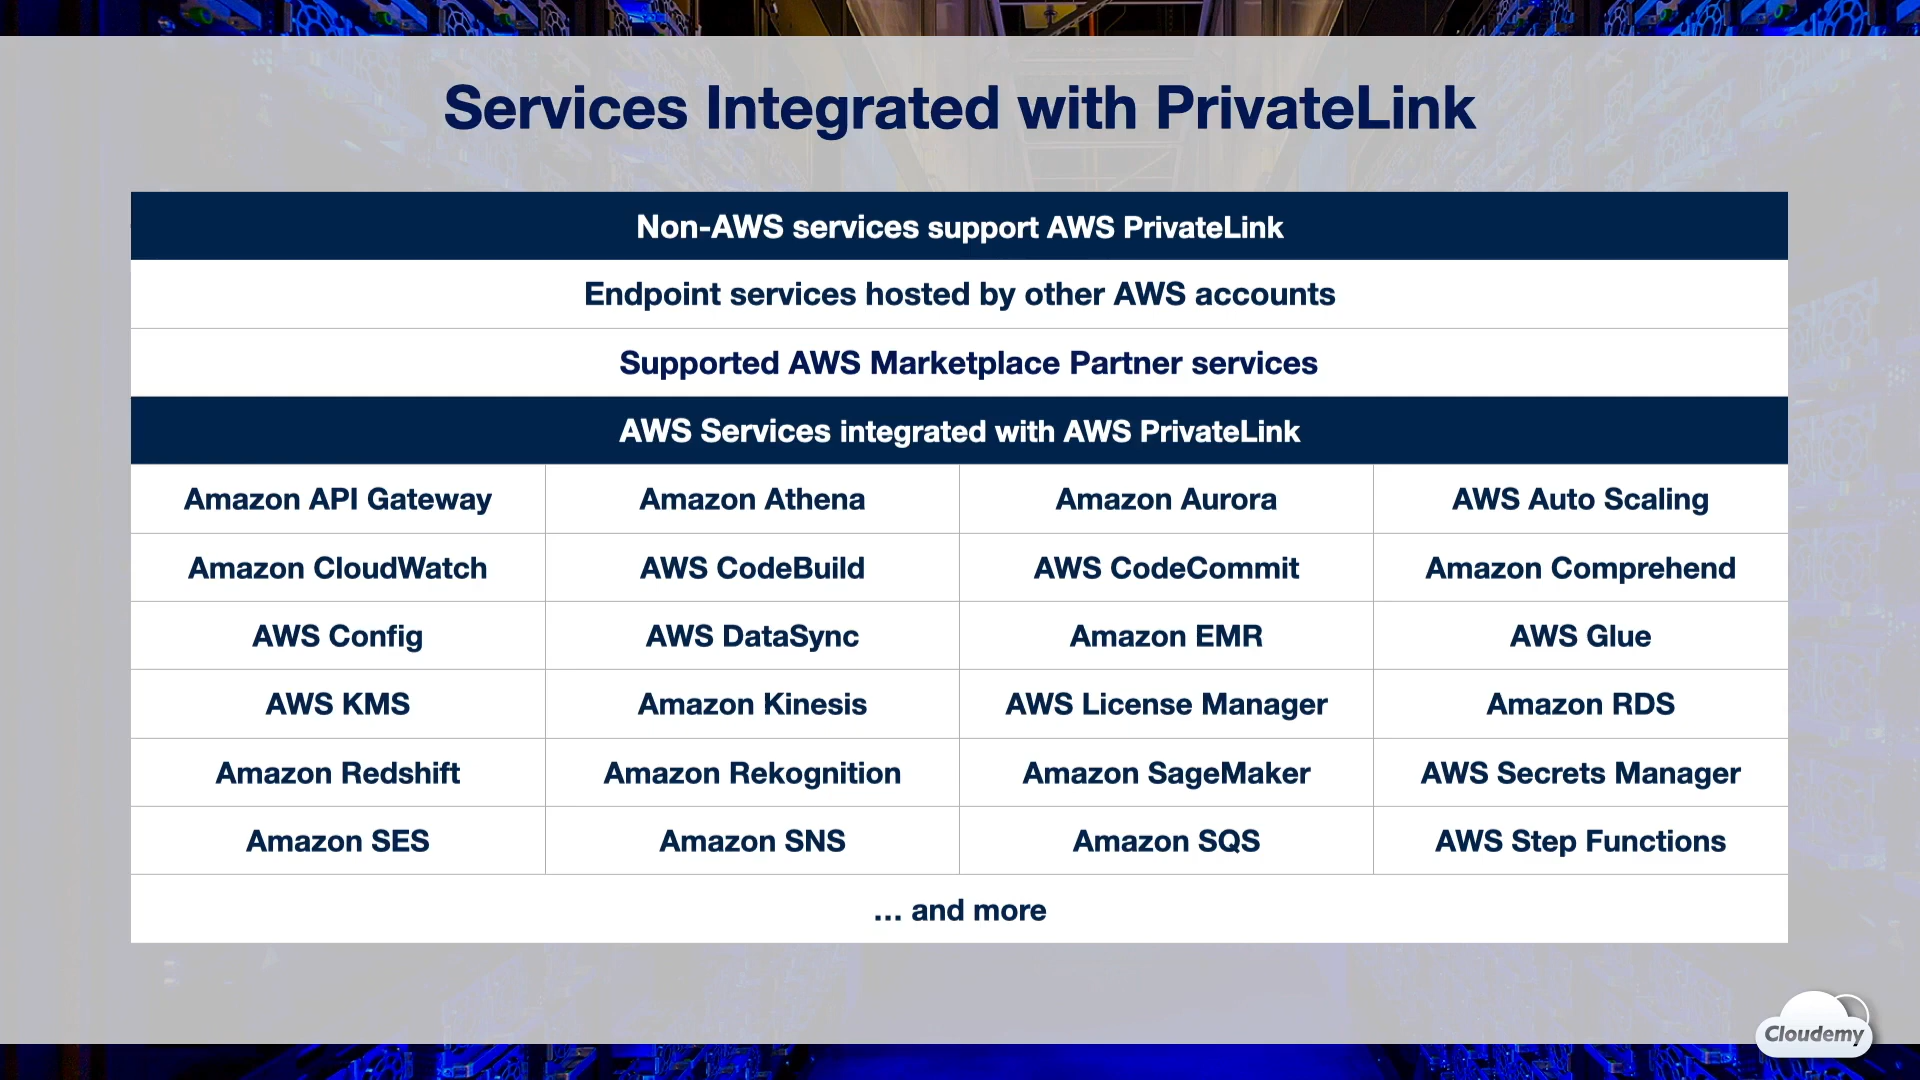 Services Integrated with PrivateLink
Non-AWS services support AWS PrivateLink
Endpoint services hosted by other AWS accounts
Supported AWS Marketplace Partner services
AWS Services integrated with AWS PrivateLink
Amazon API Gateway
Amazon Athena
Amazon Aurora
AWS Auto Scaling
Amazon CloudWatch
AWS CodeBuild
AWS CodeCommit
Amazon Comprehend
AWS Config
AWS DataSync
Amazon EMR
AWS Glue
AWS KMS
Amazon Kinesis
AWS License Manager
Amazon RDS
Amazon Redshift
Amazon Rekognition
Amazon SageMaker
AWS Secrets Manager
Amazon SES
Amazon SNS
Amazon SQS
AWS Step Functions
... and more
Cloudemy